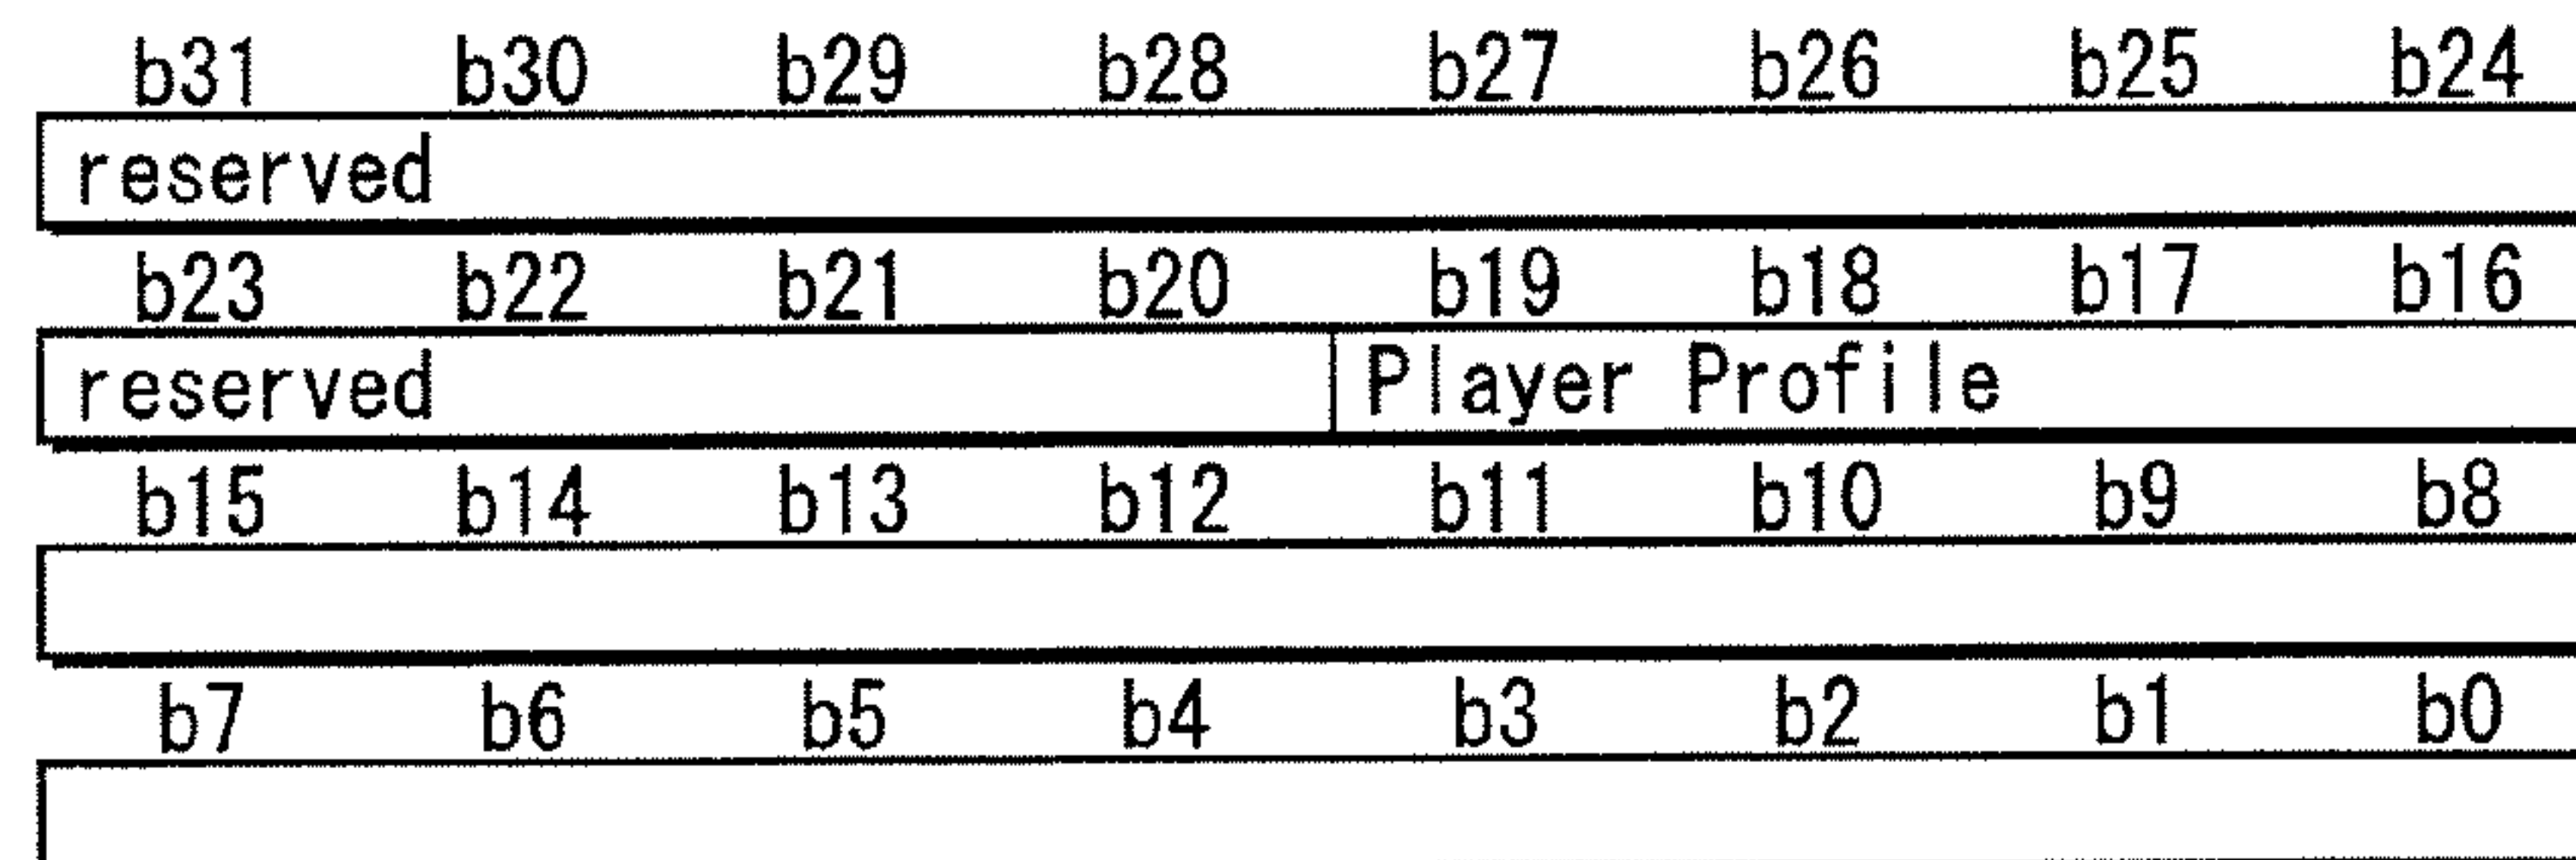 b31 b30 b29 b28 b27 b26 b25 b24
reserved
b23 b22 b21 b20 b19 b18 b17 b16
reserved Player Profile
b15 b14 b13 b12 b11 b10 b9 b8
b7 b6 b5 b4 b3 b2 b1 b0